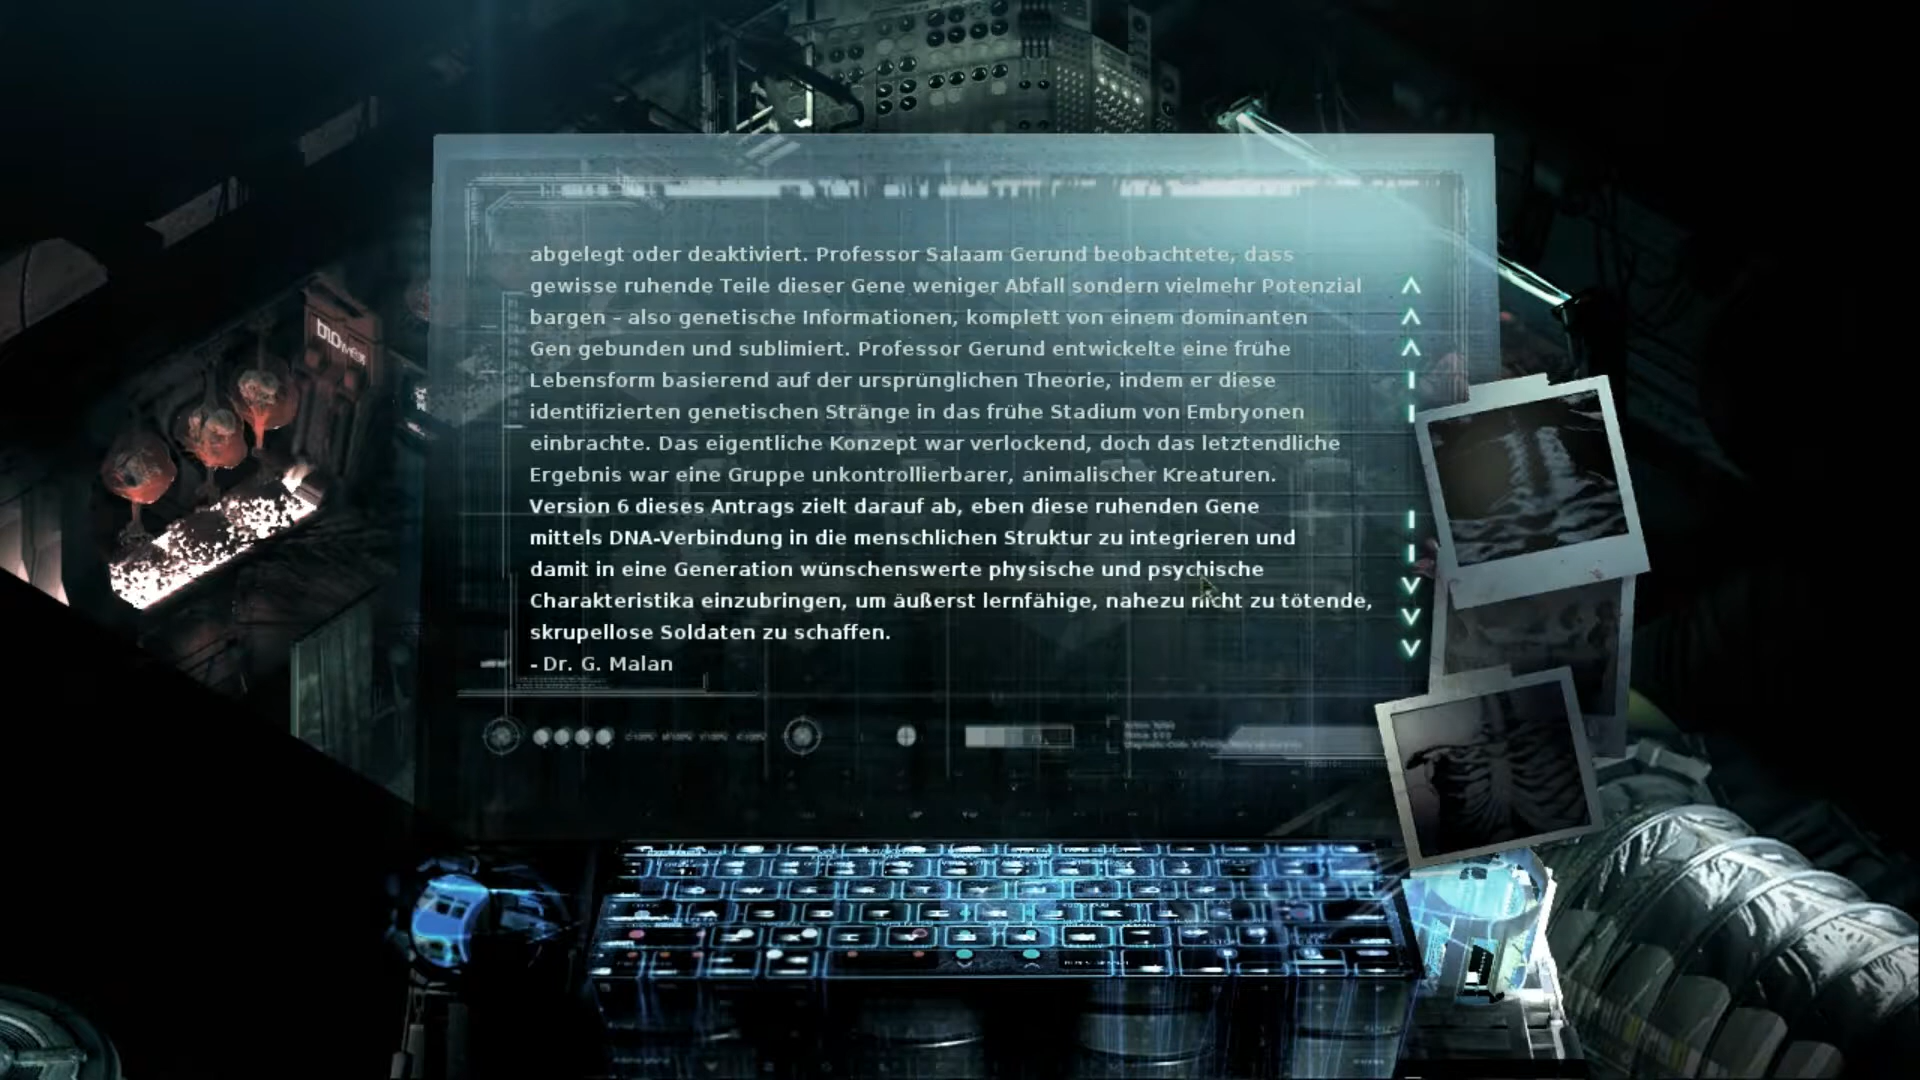 abgelegt oder deaktiviert. Professor Salaam Gerund beobachtete, dass
gewisse ruhende Teile dieser Gene weniger Abfall sondern vielmehr Potenzial
bargen – also genetische Informationen, komplett von einem dominanten
Gen gebunden und sublimiert. Professor Gerund entwickelte eine frühe
Lebensform basierend auf der ursprünglichen Theorie, indem er diese
identifizierten genetischen Stränge in das frühe Stadium von Embryonen
einbrachte. Das eigentliche Konzept war verlockend, doch das letztendliche
Ergebnis war eine Gruppe unkontrollierbarer, animalischer Kreaturen.
Version 6 dieses Antrags zielt darauf ab, eben diese ruhenden Gene
mittels DNA-Verbindung in die menschlichen Struktur zu integrieren und
damit in eine Generation wünschenswerte physische und psychische
Charakteristika einzubringen, um äußerst lernfähige, nahezu nicht zu tötende,
skrupellose Soldaten zu schaffen.
- Dr. G. Malan